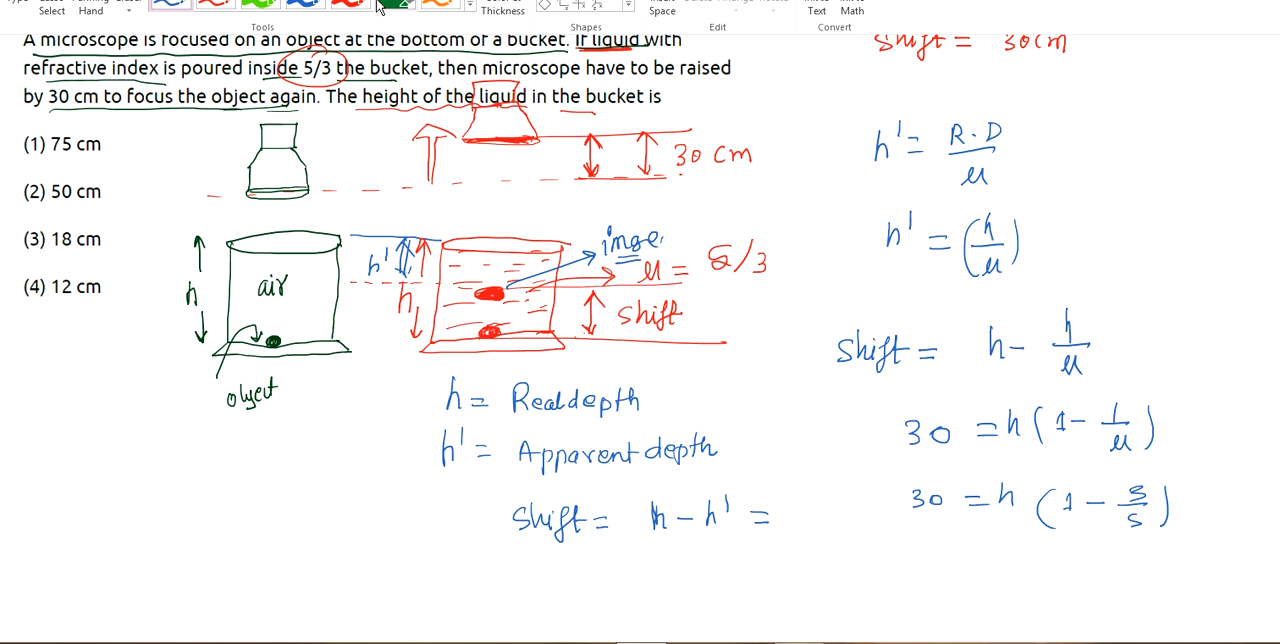 Select
Hand
Thickness
Space
Text
Math
Tools
Shapes
Edit
Convert
A microscope is focused on an object at the bottom of a bucket. If liquid with
refractive index is poured inside 5/3 the bucket, then microscope have to be raised
by 30 cm to focus the object again. The height of the liquid in the bucket is
(1) 75 cm
(2) 50 cm
(3) 18 cm
(4) 12 cm
30 cm
air
h
object
h'
h
imge
μ = 5/3
shift
h = Real depth
h' = Apparent depth
Shift = h - h' =
Shift = 30cm
h' = R.D/μ
h' = (h/μ)
Shift = h - h/μ
30 = h (1 - 1/μ)
30 = h (1 - 3/5)